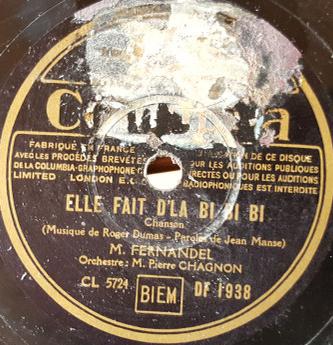 FABRIQUÉ EN FRANCE
AVEC LES PROCÉDÉS BREVETÉS
DE LA COLUMBIA-GRAPHOPHONE
LIMITED LONDON E.C.
DE CE DISQUE
POUR LES AUDITIONS PUBLIQUES
OU POUR LES AUDITIONS
RADIOPHONIQUES EST INTERDITE
ELLE FAIT D'LA BI BI BI
Chanson
(Musique de Roger Dumas - Paroles de Jean Manse)
M. FERNANDEL
Orchestre: M. Pierre CHAGNON
CL 5724
BIEM
DF 1938